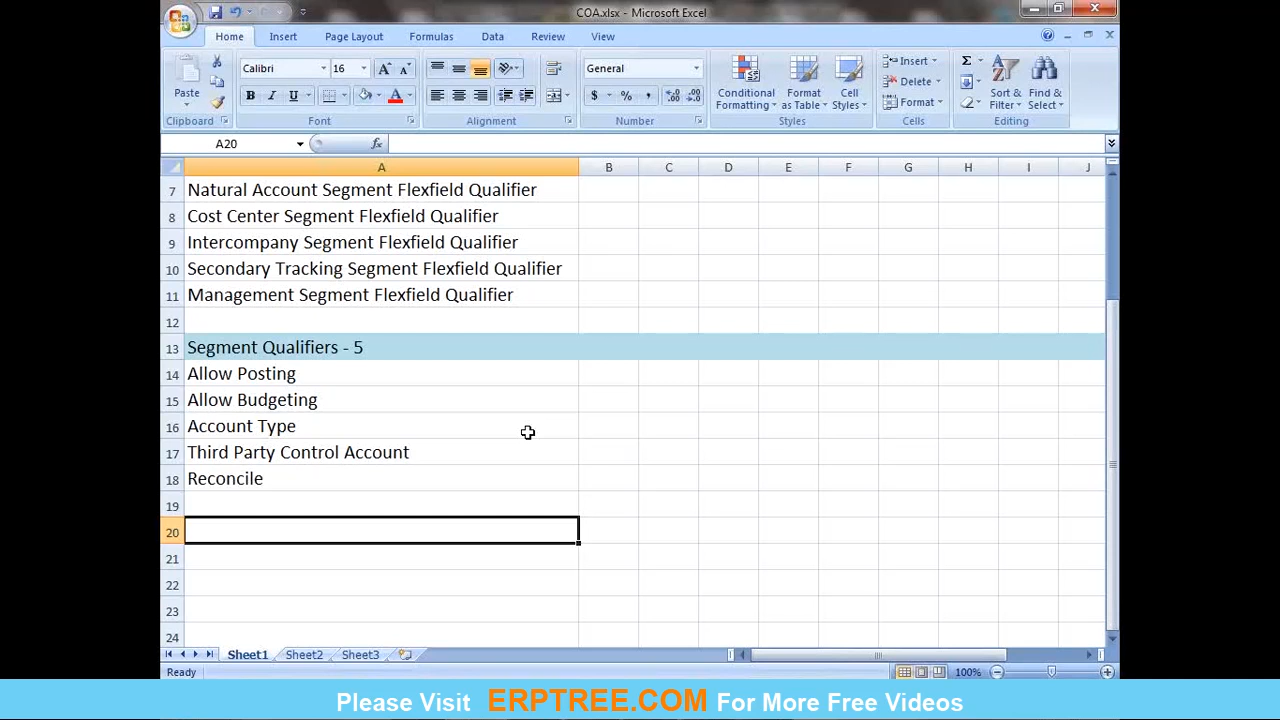 COA.xlsx - Microsoft Excel
Home Insert Page Layout Formulas Data Review View
Paste
Calibri 16
B I U
A A
General
$ % ,
Conditional Formatting
Format as Table
Cell Styles
Insert
Delete
Format
Σ
Sort & Filter
Find & Select
Clipboard Font Alignment Number Styles Cells Editing
A20 fx
A B C D E F G H I J
7 Natural Account Segment Flexfield Qualifier
8 Cost Center Segment Flexfield Qualifier
9 Intercompany Segment Flexfield Qualifier
10 Secondary Tracking Segment Flexfield Qualifier
11 Management Segment Flexfield Qualifier
12
13 Segment Qualifiers - 5
14 Allow Posting
15 Allow Budgeting
16 Account Type
17 Third Party Control Account
18 Reconcile
19
20
21
22
23
24
Sheet1 Sheet2 Sheet3
Ready 100%
Please Visit ERPTREE.COM For More Free Videos